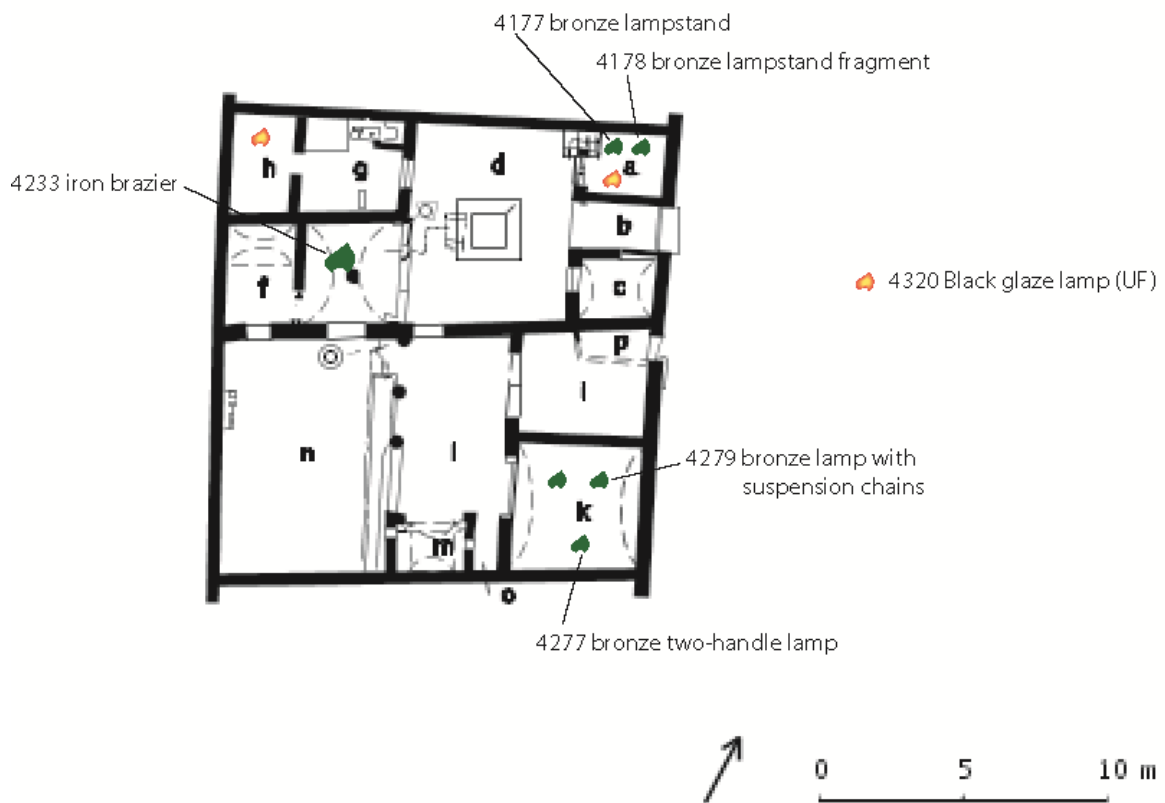 4177 bronze lampstand
4178 bronze lampstand fragment
h
g
d
a
4233 iron brazier
b
f
e
c
4320 Black glaze lamp (UF)
p
i
n
l
4279 bronze lamp with
suspension chains
k
m
o
4277 bronze two-handle lamp
0 5 10 m